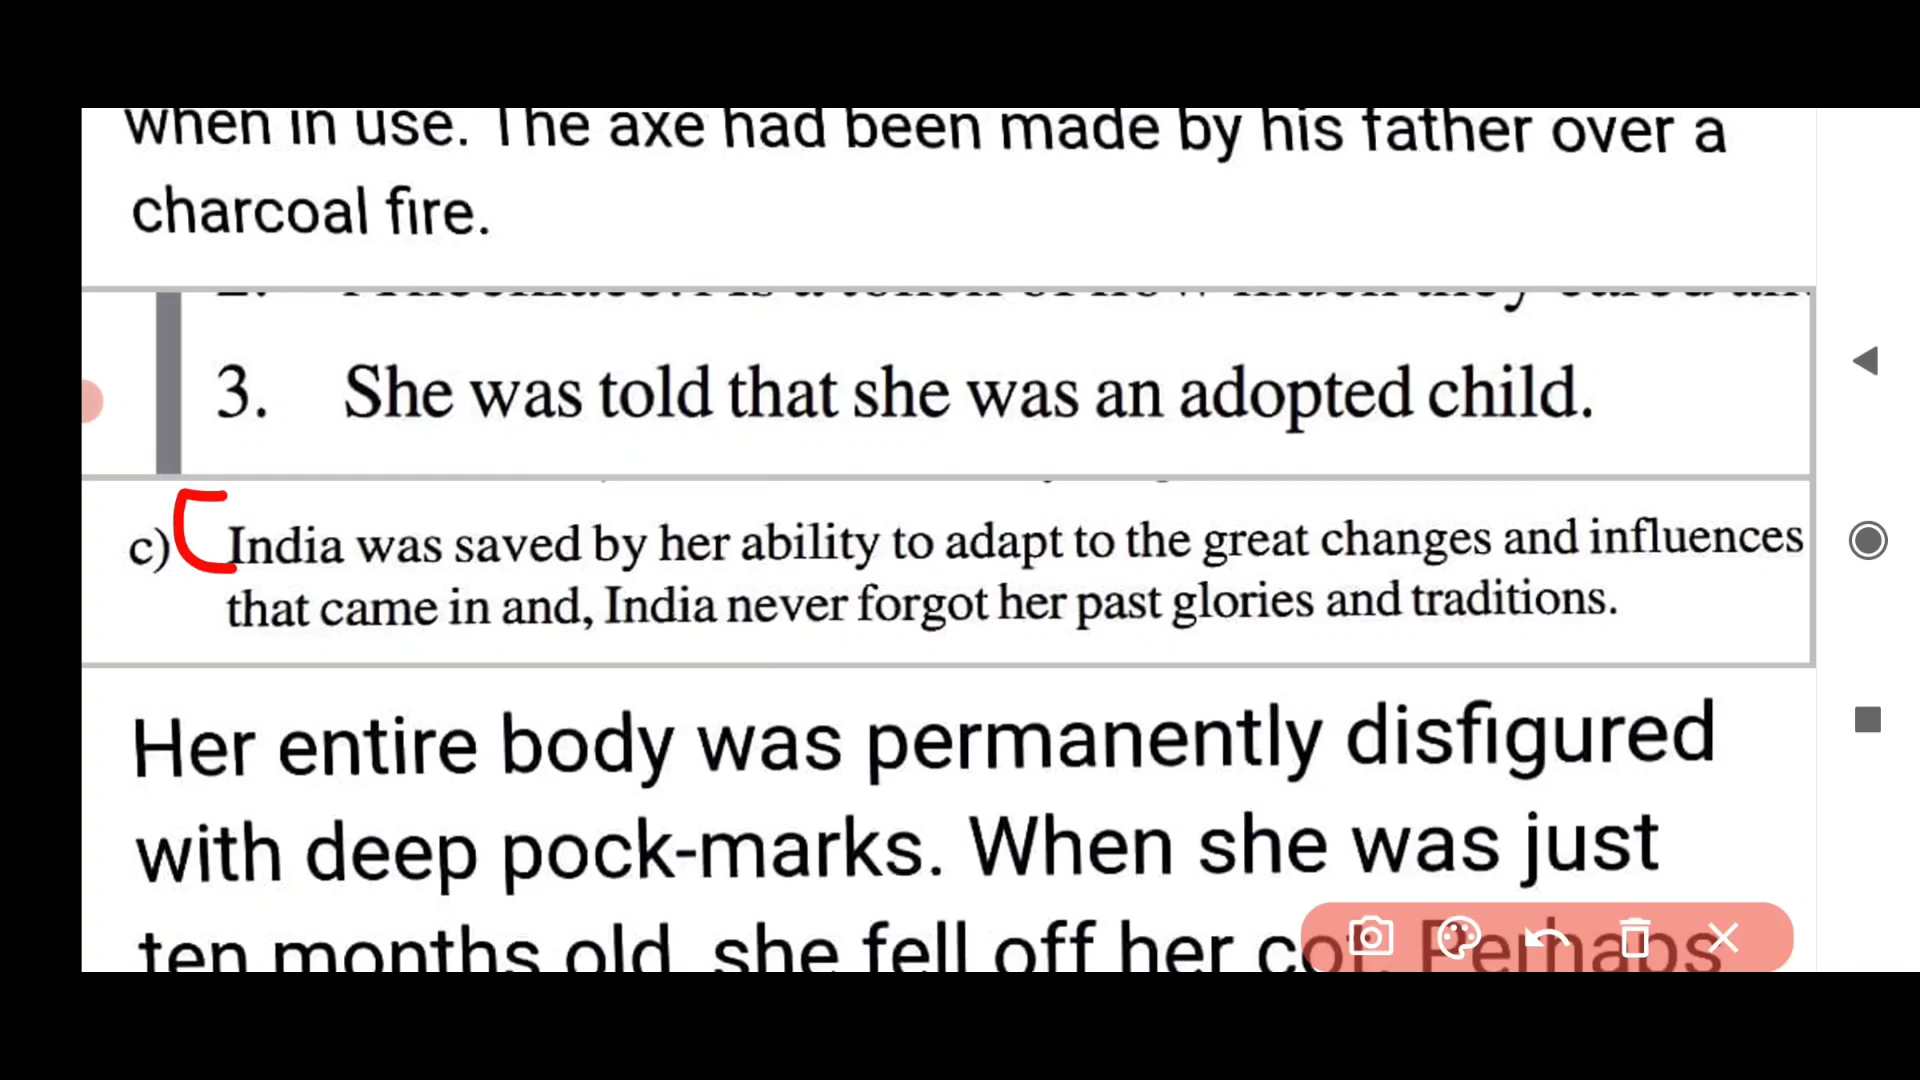 when in use. The axe had been made by his father over a
charcoal fire.
3. She was told that she was an adopted child.
c) India was saved by her ability to adapt to the great changes and influences
that came in and, India never forgot her past glories and traditions.
Her entire body was permanently disfigured
with deep pock-marks. When she was just
ten months old, she fell off her cot. Perhaps